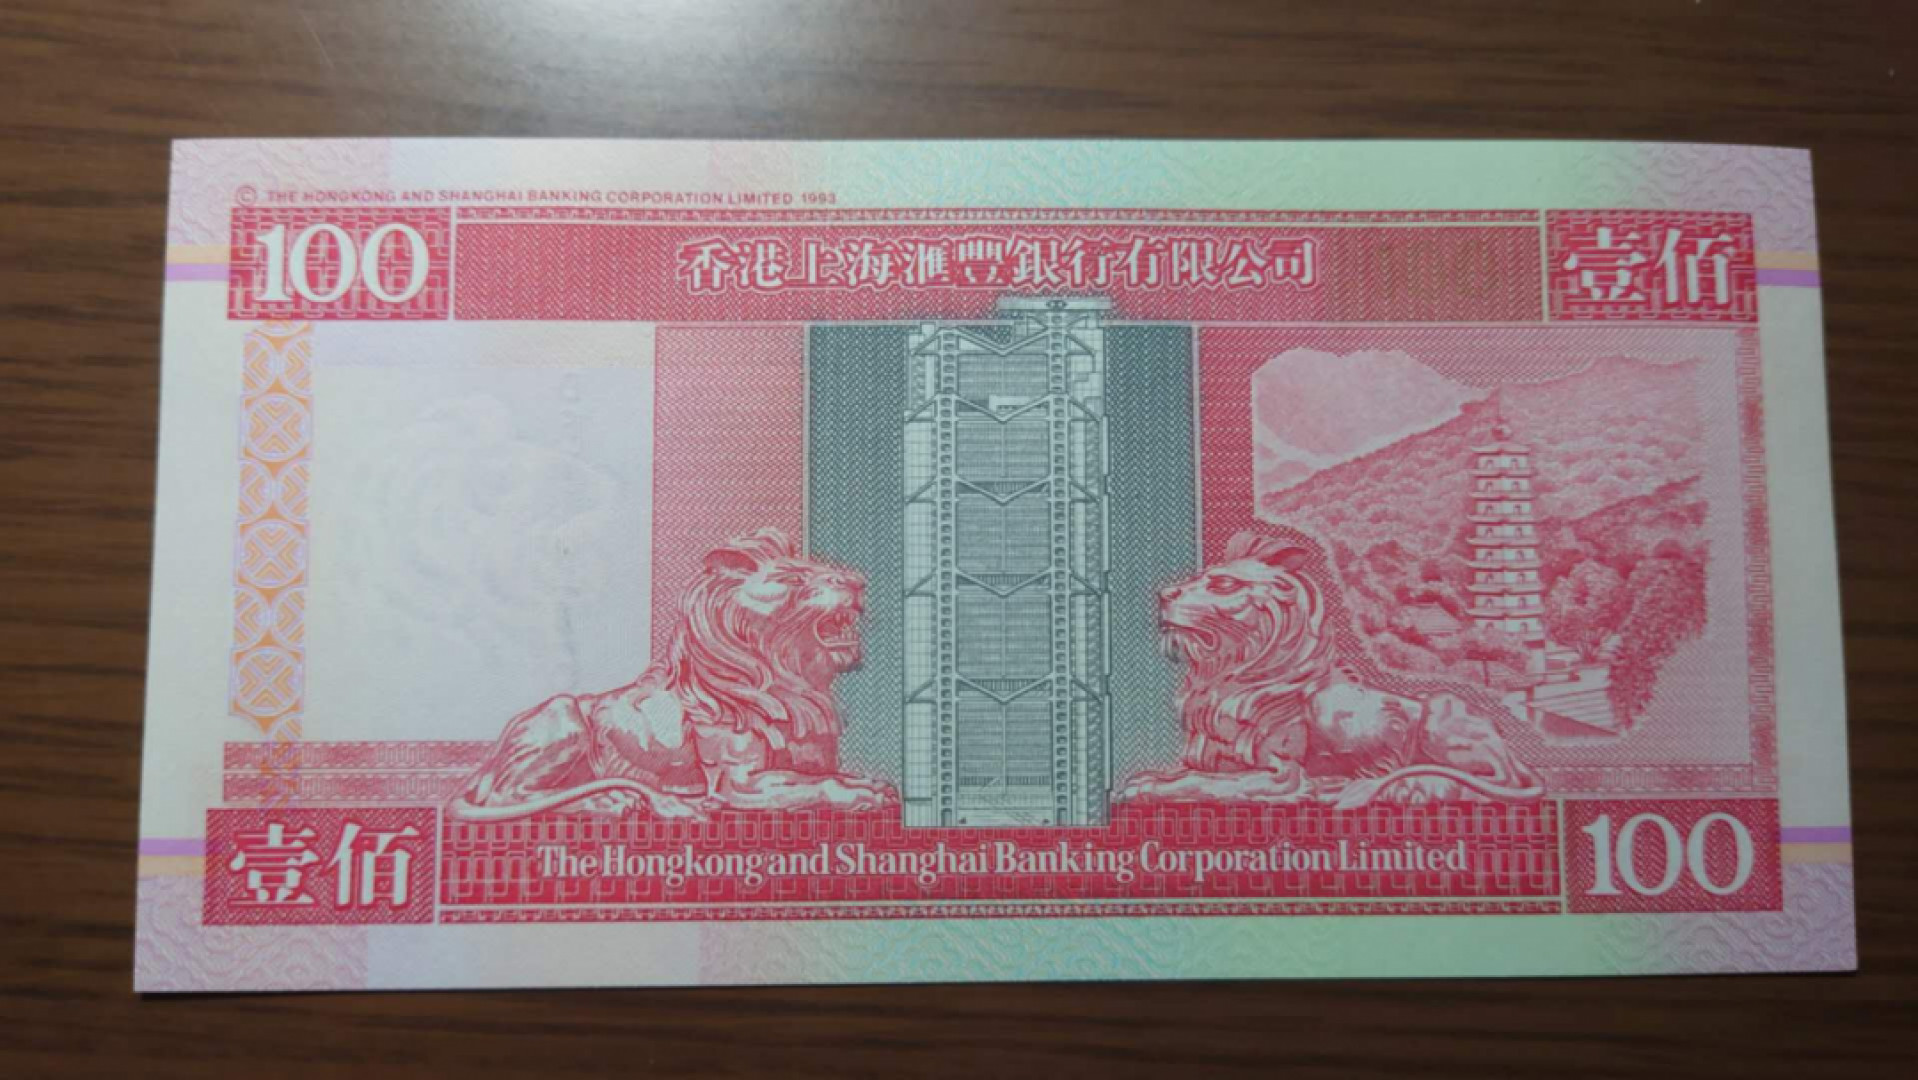 © THE HONGKONG AND SHANGHAI BANKING CORPORATION LIMITED 1993
100
香港上海滙豐銀行有限公司
壹佰
壹佰
The Hongkong and Shanghai Banking Corporation Limited
100